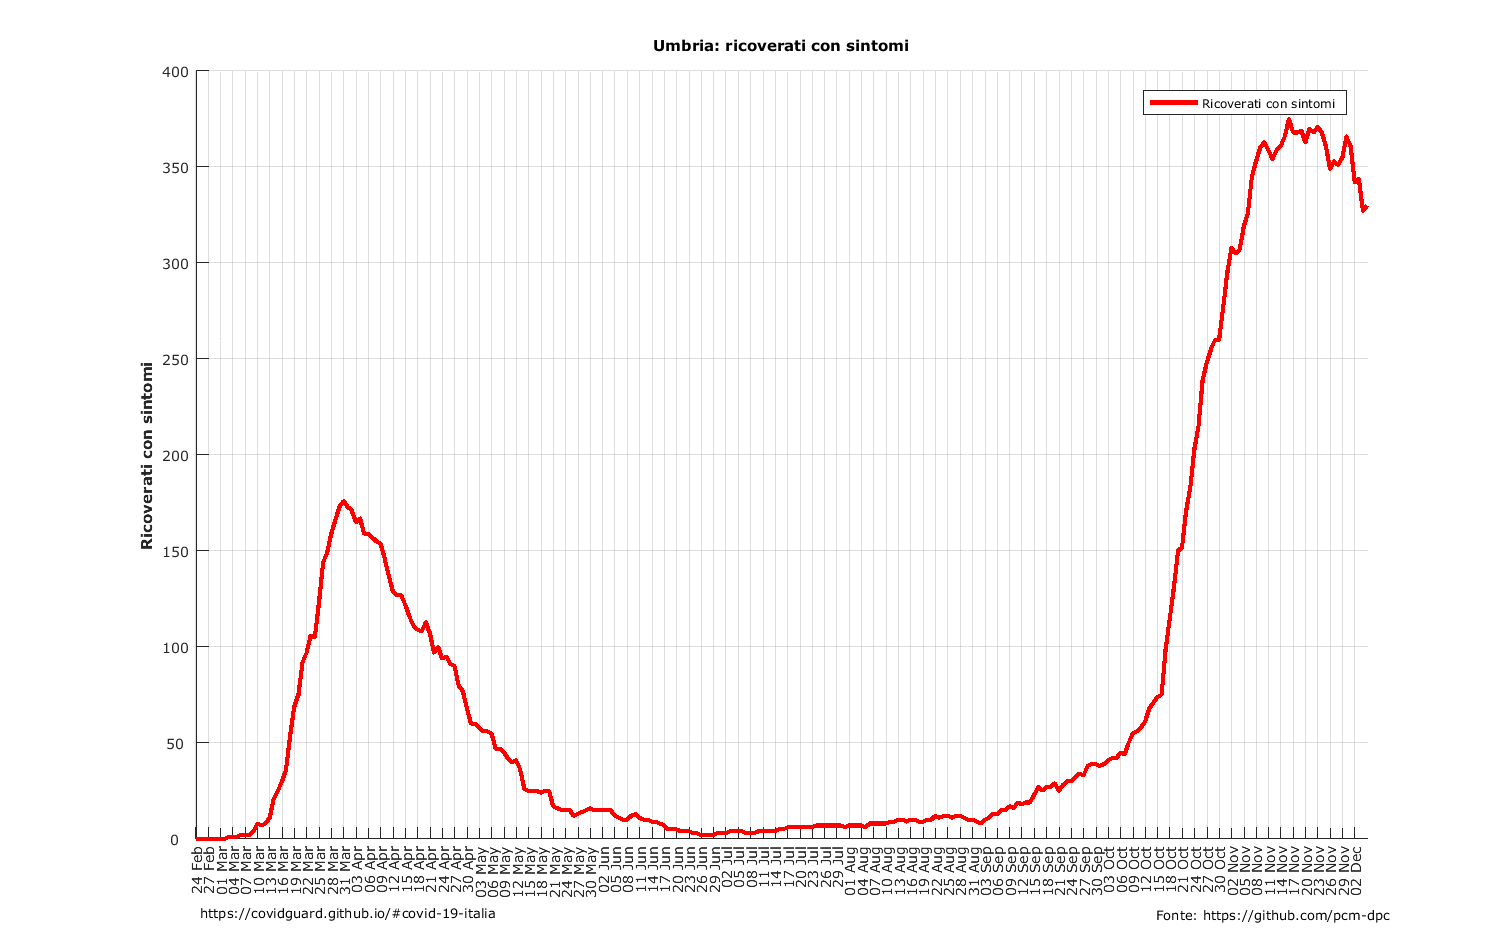 Umbria: ricoverati con sintomi
Ricoverati con sintomi
Ricoverati con sintomi
400
350
300
250
200
150
100
50
0
24 Feb
27 Feb
01 Mar
04 Mar
07 Mar
10 Mar
13 Mar
16 Mar
19 Mar
22 Mar
25 Mar
28 Mar
31 Mar
03 Apr
06 Apr
09 Apr
12 Apr
15 Apr
18 Apr
21 Apr
24 Apr
27 Apr
30 Apr
03 May
06 May
09 May
12 May
15 May
18 May
21 May
24 May
27 May
30 May
02 Jun
05 Jun
08 Jun
11 Jun
14 Jun
17 Jun
20 Jun
23 Jun
26 Jun
29 Jun
02 Jul
05 Jul
08 Jul
11 Jul
14 Jul
17 Jul
20 Jul
23 Jul
26 Jul
29 Jul
01 Aug
04 Aug
07 Aug
10 Aug
13 Aug
16 Aug
19 Aug
22 Aug
25 Aug
28 Aug
31 Aug
03 Sep
06 Sep
09 Sep
12 Sep
15 Sep
18 Sep
21 Sep
24 Sep
27 Sep
30 Sep
03 Oct
06 Oct
09 Oct
12 Oct
15 Oct
18 Oct
21 Oct
24 Oct
27 Oct
30 Oct
02 Nov
05 Nov
08 Nov
11 Nov
14 Nov
17 Nov
20 Nov
23 Nov
26 Nov
29 Nov
02 Dec
https://covidguard.github.io/#covid-19-italia
Fonte: https://github.com/pcm-dpc